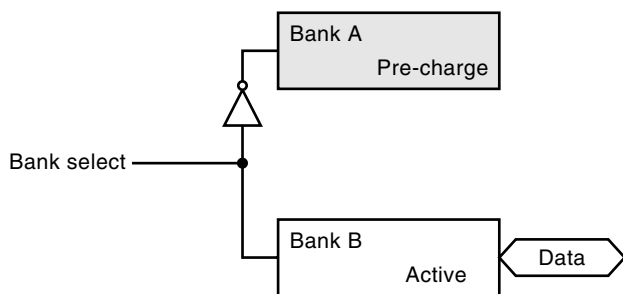 Bank A
Pre-charge
Bank select
Bank B
Active
Data